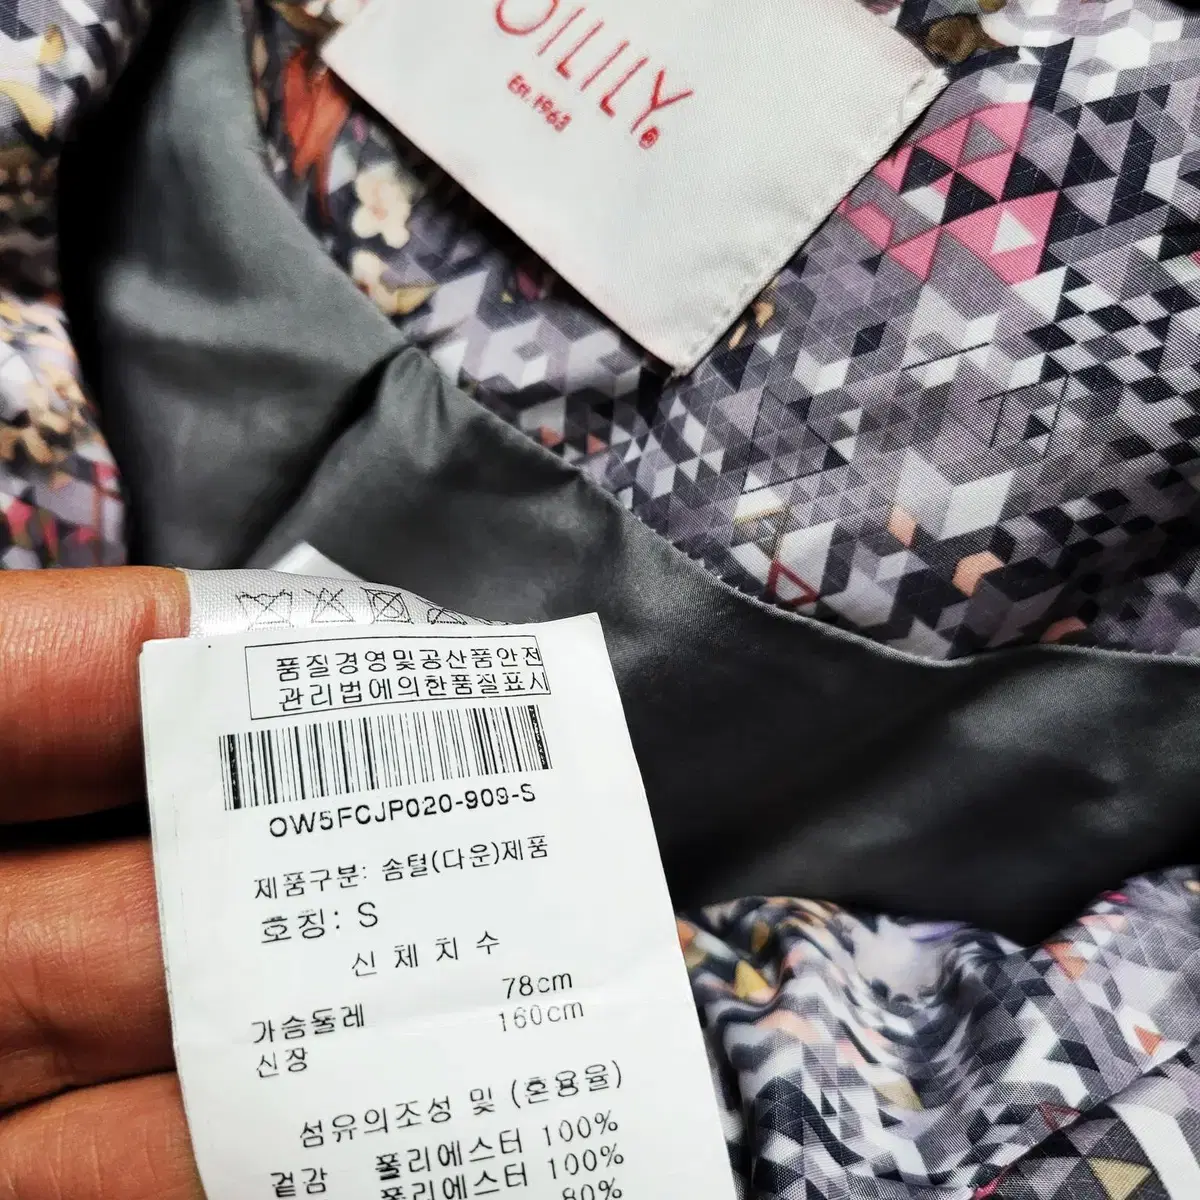 OILILY®
En. 1963
품질경영및공산품안전
관리법에의한품질표시
OW5FCJP020-909-S
제품구분: 솜털(다운)제품
호칭: S
신체치수
가슴둘레 78cm
신장 160cm
섬유의조성 및 (혼용율)
겉감 폴리에스터 100%
폴리에스터 100%
80%